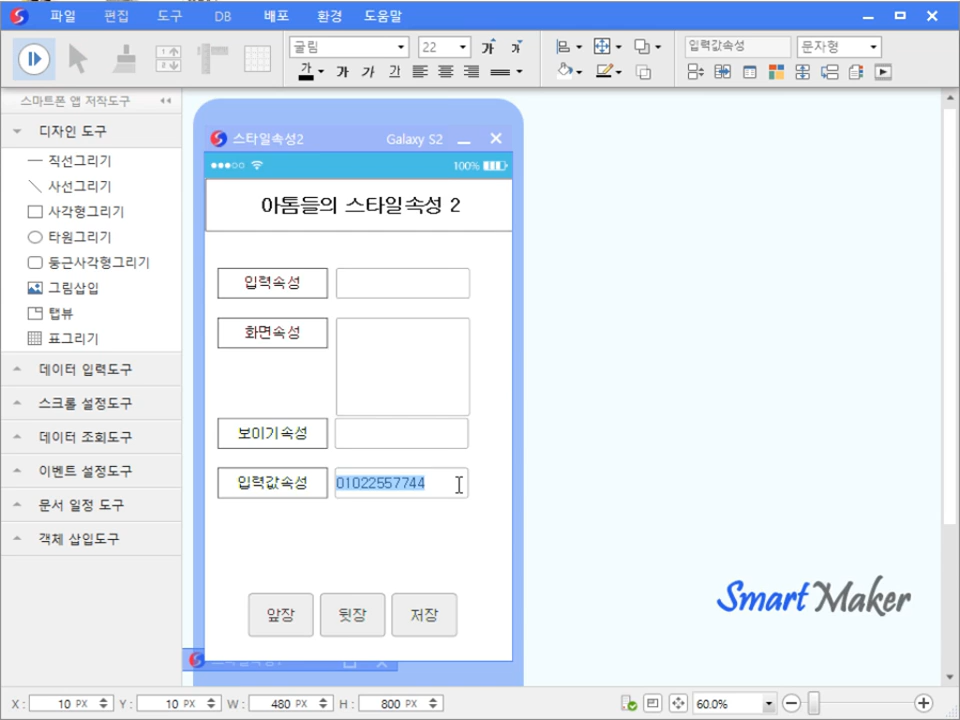 파일 편집 도구 DB 배포 환경 도움말
굴림 22 가 가 입력값속성 문자형
가 가 가 가
스마트폰 앱 저작도구
디자인 도구
직선그리기
사선그리기
사각형그리기
타원그리기
둥근사각형그리기
그림삽입
탭뷰
표그리기
데이터 입력도구
스크롤 설정도구
데이터 조회도구
이벤트 설정도구
문서 일정 도구
객체 삽입도구
스타일속성2 Galaxy S2
100%
아톰들의 스타일속성 2
입력속성
화면속성
보이기속성
입력값속성 01022557744
앞장 뒷장 저장
SmartMaker
X: 10 PX Y: 10 PX W: 480 PX H: 800 PX 60.0%